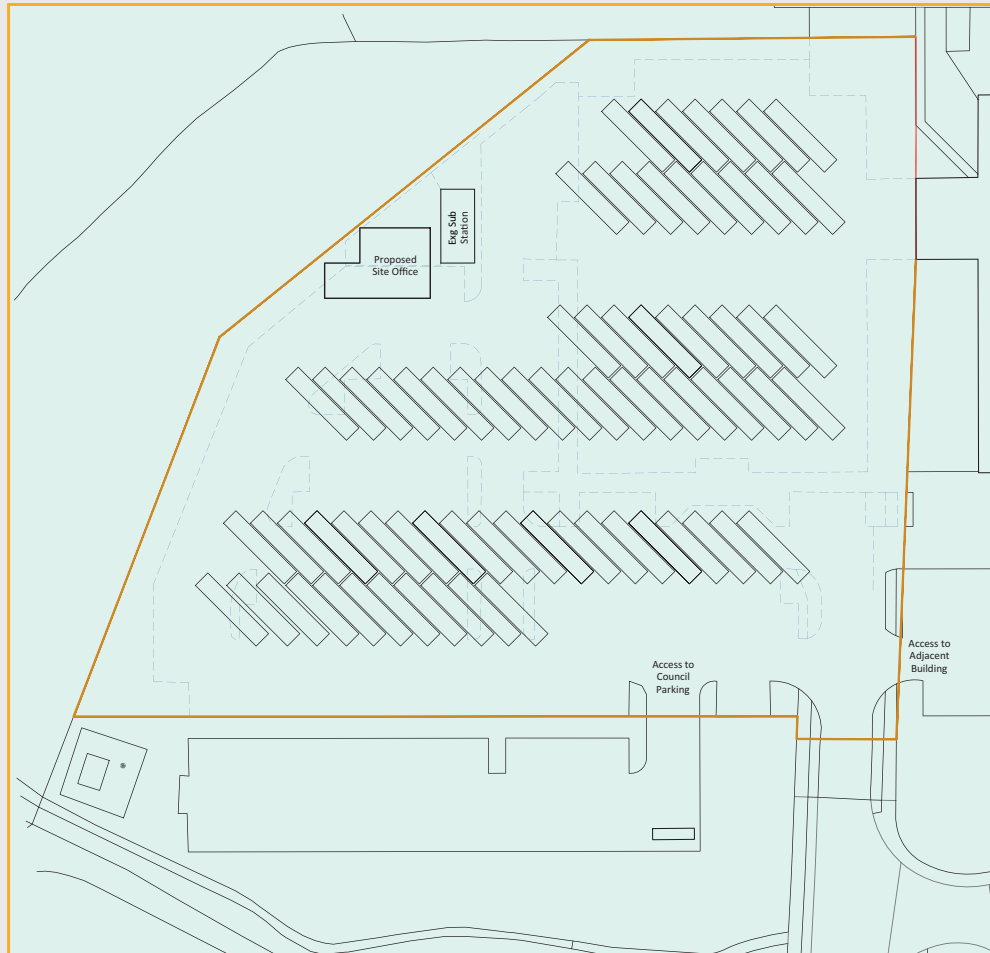 Exg Sub
Station
Proposed
Site Office
Access to
Council
Parking
Access to
Adjacent
Building